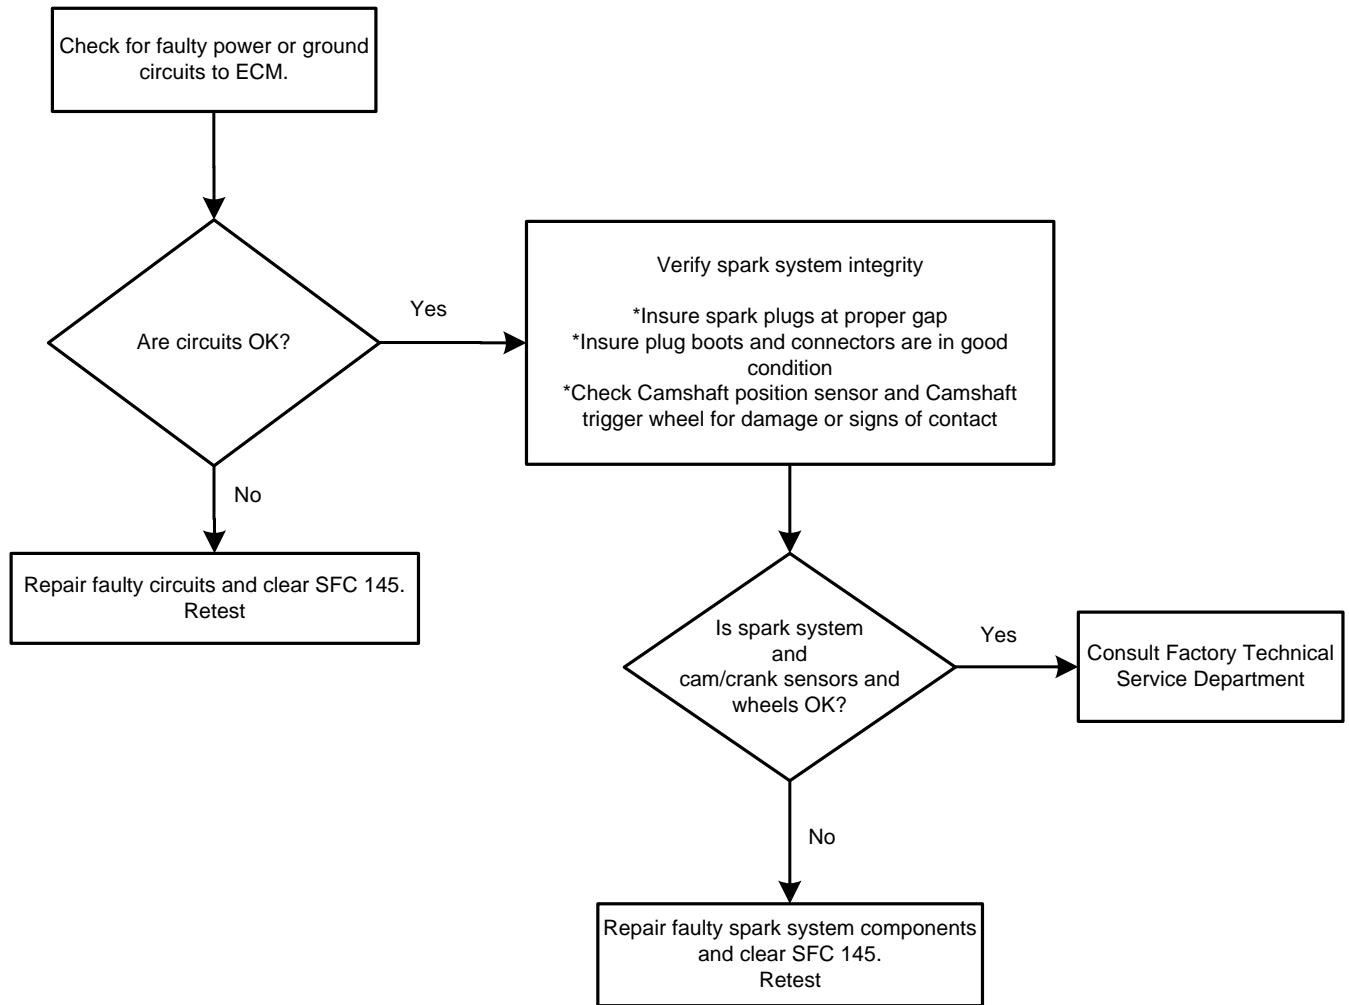 Check for faulty power or ground
circuits to ECM.
Are circuits OK?
Yes
Verify spark system integrity
*Insure spark plugs at proper gap
*Insure plug boots and connectors are in good
condition
*Check Camshaft position sensor and Camshaft
trigger wheel for damage or signs of contact
No
Repair faulty circuits and clear SFC 145.
Retest
Is spark system
and
cam/crank sensors and
wheels OK?
Yes
Consult Factory Technical
Service Department
No
Repair faulty spark system components
and clear SFC 145.
Retest